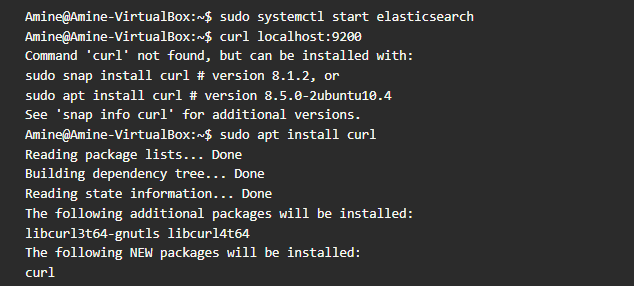 Amine@Amine-VirtualBox:~$ sudo systemctl start elasticsearch
Amine@Amine-VirtualBox:~$ curl localhost:9200
Command 'curl' not found, but can be installed with:
sudo snap install curl # version 8.1.2, or
sudo apt install curl # version 8.5.0-2ubuntu10.4
See 'snap info curl' for additional versions.
Amine@Amine-VirtualBox:~$ sudo apt install curl
Reading package lists... Done
Building dependency tree... Done
Reading state information... Done
The following additional packages will be installed:
libcurl3t64-gnutls libcurl4t64
The following NEW packages will be installed:
curl